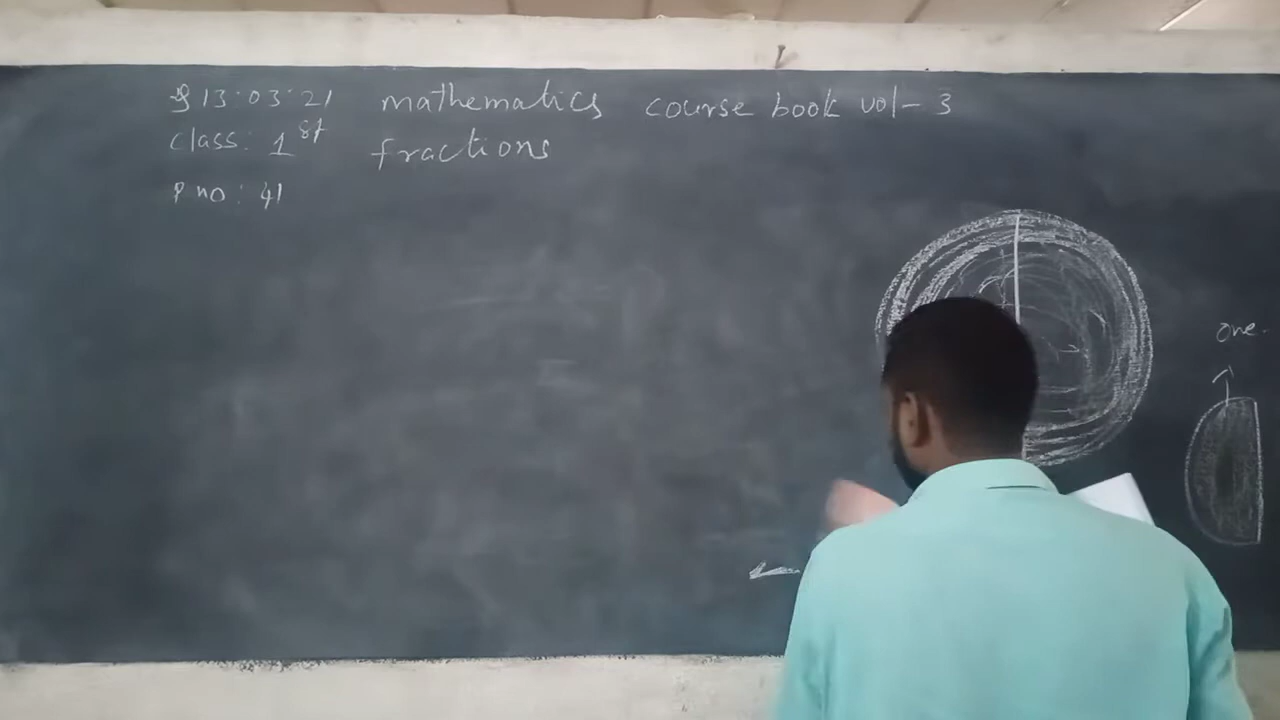 13.03.21 mathematics course book vol-3
class: 1st fractions
P no: 41
one.